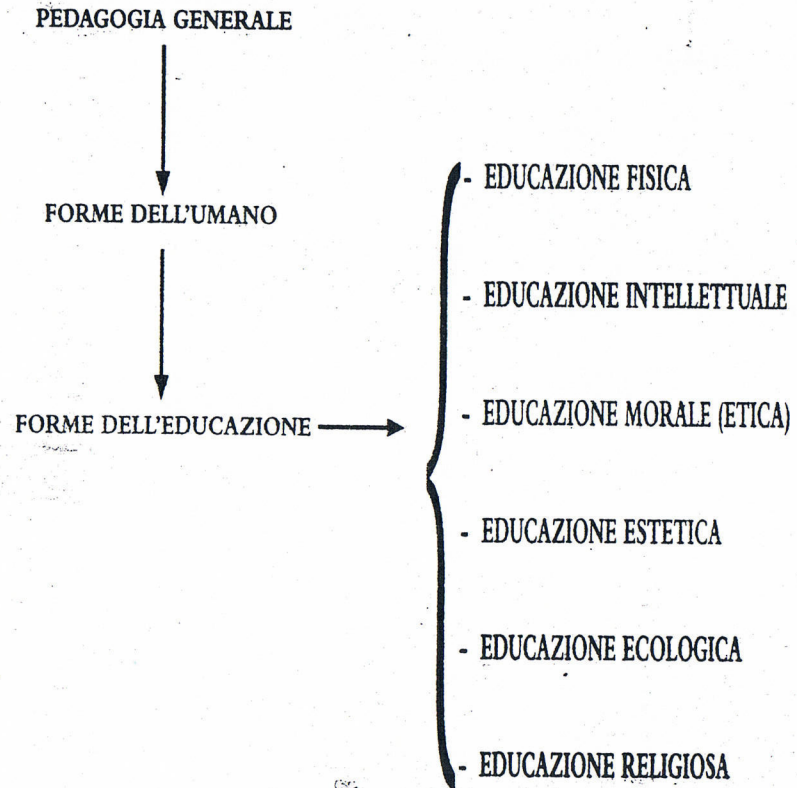 PEDAGOGIA GENERALE
FORME DELL'UMANO
FORME DELL'EDUCAZIONE
- EDUCAZIONE FISICA
- EDUCAZIONE INTELLETTUALE
- EDUCAZIONE MORALE (ETICA)
- EDUCAZIONE ESTETICA
- EDUCAZIONE ECOLOGICA
- EDUCAZIONE RELIGIOSA